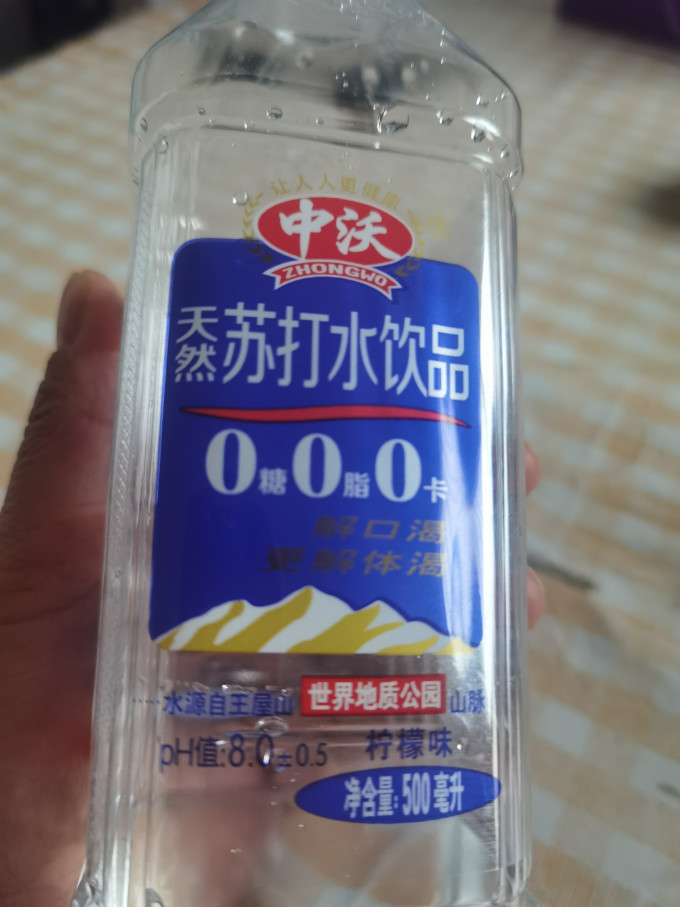 让人人更健康
中沃
ZHONGWO
天然苏打水饮品
0糖0脂0卡
解口渴
更解体渴
水源自王屋山 世界地质公园 山脉
pH值:8.0±0.5 柠檬味
净含量:500毫升